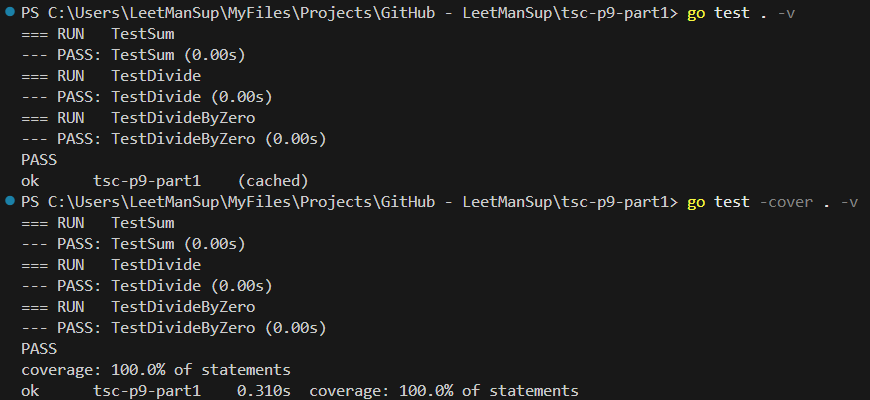 PS C:\Users\LeetManSup\MyFiles\Projects\GitHub - LeetManSup\tsc-p9-part1> go test . -v
=== RUN   TestSum
--- PASS: TestSum (0.00s)
=== RUN   TestDivide
--- PASS: TestDivide (0.00s)
=== RUN   TestDivideByZero
--- PASS: TestDivideByZero (0.00s)
PASS
ok      tsc-p9-part1    (cached)
PS C:\Users\LeetManSup\MyFiles\Projects\GitHub - LeetManSup\tsc-p9-part1> go test -cover . -v
=== RUN   TestSum
--- PASS: TestSum (0.00s)
=== RUN   TestDivide
--- PASS: TestDivide (0.00s)
=== RUN   TestDivideByZero
--- PASS: TestDivideByZero (0.00s)
PASS
coverage: 100.0% of statements
ok      tsc-p9-part1    0.310s  coverage: 100.0% of statements